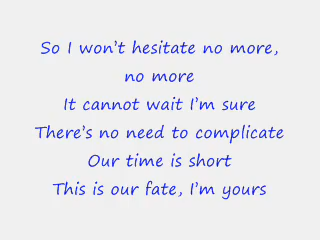 So I won't hesitate no more,
no more
It cannot wait I'm sure
There's no need to complicate
Our time is short
This is our fate, I'm yours